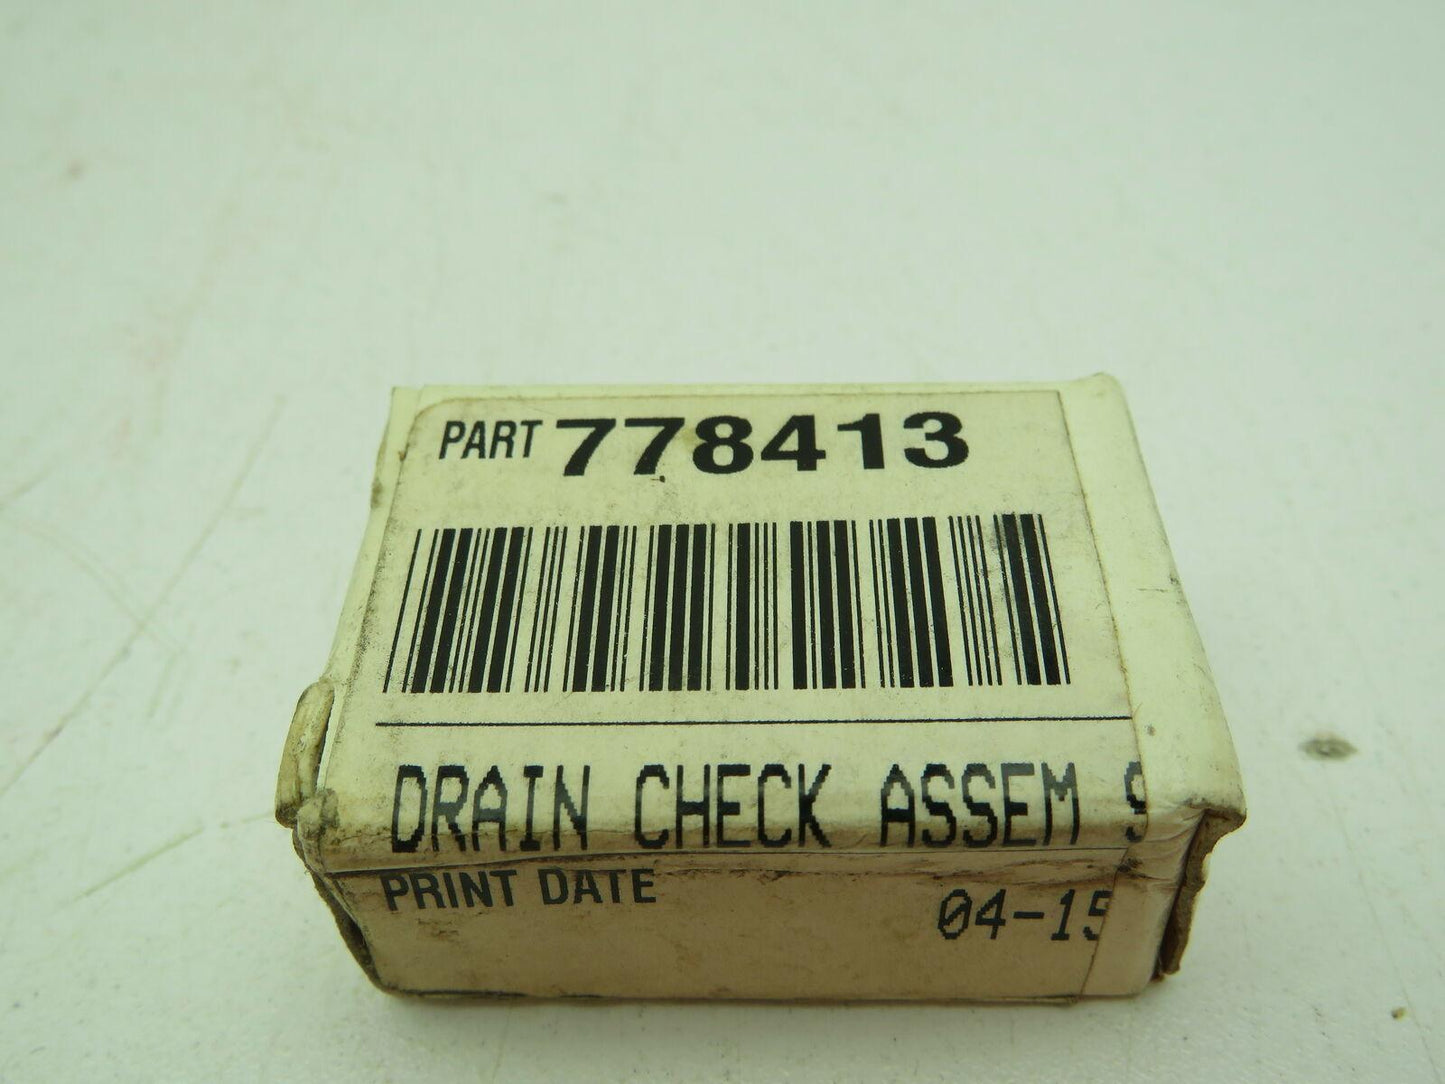 PART 778413
DRAIN CHECK ASSEM
PRINT DATE 04-15